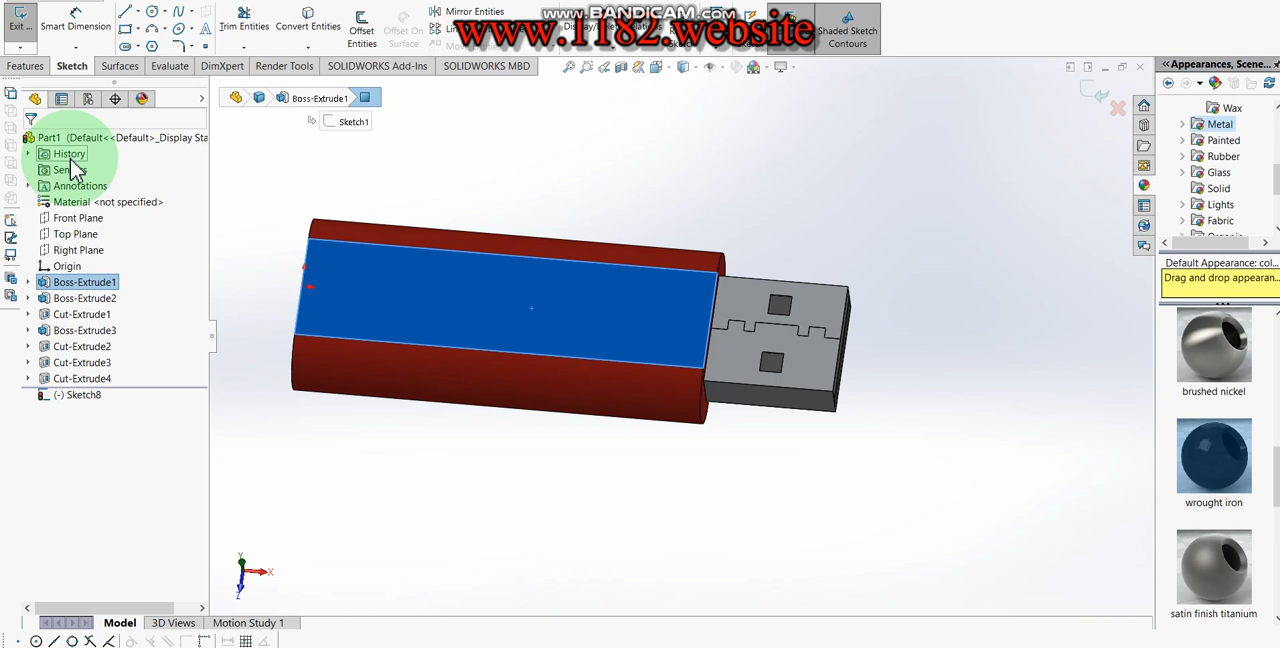 www.BANDICAM.com
www.1182.website
Exit ...
Smart Dimension
Trim Entities
Convert Entities
Offset
Entities
Offset On
Surface
Mirror Entities
Shaded Sketch
Contours
Features
Sketch
Surfaces
Evaluate
DimXpert
Render Tools
SOLIDWORKS Add-Ins
SOLIDWORKS MBD
Boss-Extrude1
Sketch1
Part1 (Default<<Default>_Display Sta
History
Annotations
Material <not specified>
Front Plane
Top Plane
Right Plane
Origin
Boss-Extrude1
Boss-Extrude2
Cut-Extrude1
Boss-Extrude3
Cut-Extrude2
Cut-Extrude3
Cut-Extrude4
(-) Sketch8
Y
X
Z
Model
3D Views
Motion Study 1
Appearances, Scene...
Wax
Metal
Painted
Rubber
Glass
Solid
Lights
Fabric
Default Appearance: col...
Drag and drop appearan...
brushed nickel
wrought iron
satin finish titanium